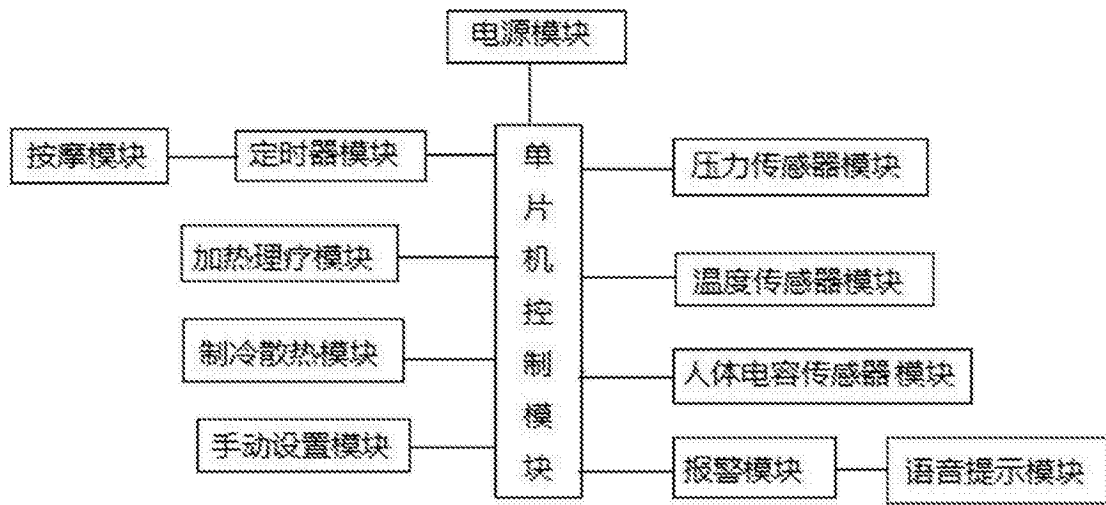 电源模块
按摩模块
定时器模块
加热理疗模块
制冷散热模块
手动设置模块
单片机控制模块
压力传感器模块
温度传感器模块
人体电容传感器模块
报警模块
语音提示模块